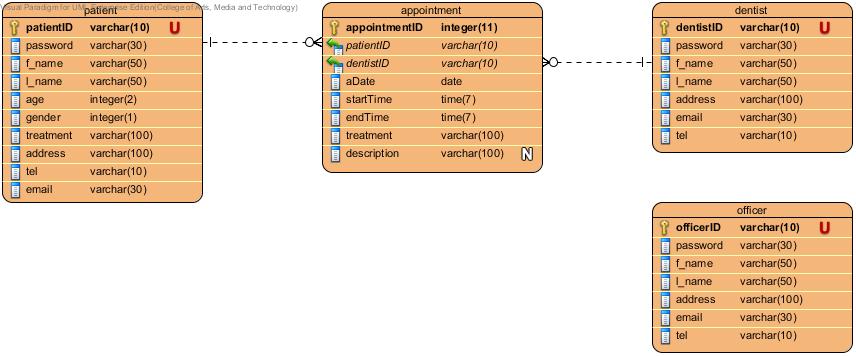 Visual Paradigm for UML Enterprise Edition(College of Arts, Media and Technology)
patient
patientID varchar(10) U
password varchar(30)
f_name varchar(50)
l_name varchar(50)
age integer(2)
gender integer(1)
treatment varchar(100)
address varchar(100)
tel varchar(10)
email varchar(30)
appointment
appointmentID integer(11)
patientID varchar(10)
dentistID varchar(10)
aDate date
startTime time(7)
endTime time(7)
treatment varchar(100)
description varchar(100) N
dentist
dentistID varchar(10) U
password varchar(30)
f_name varchar(50)
l_name varchar(50)
address varchar(100)
email varchar(30)
tel varchar(10)
officer
officerID varchar(10) U
password varchar(30)
f_name varchar(50)
l_name varchar(50)
address varchar(100)
email varchar(30)
tel varchar(10)